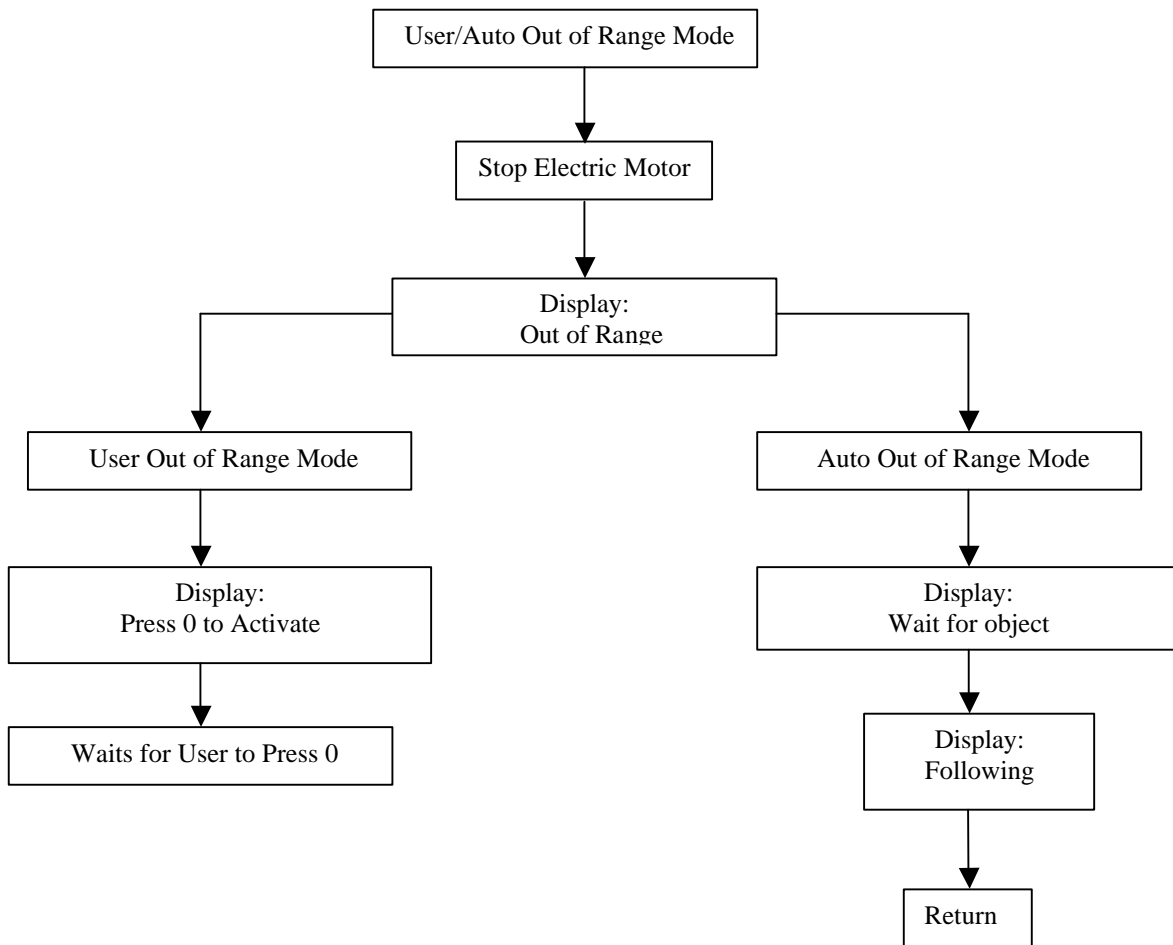 User/Auto Out of Range Mode
Stop Electric Motor
Display:
Out of Range
User Out of Range Mode
Auto Out of Range Mode
Display:
Press 0 to Activate
Display:
Wait for object
Waits for User to Press 0
Display:
Following
Return